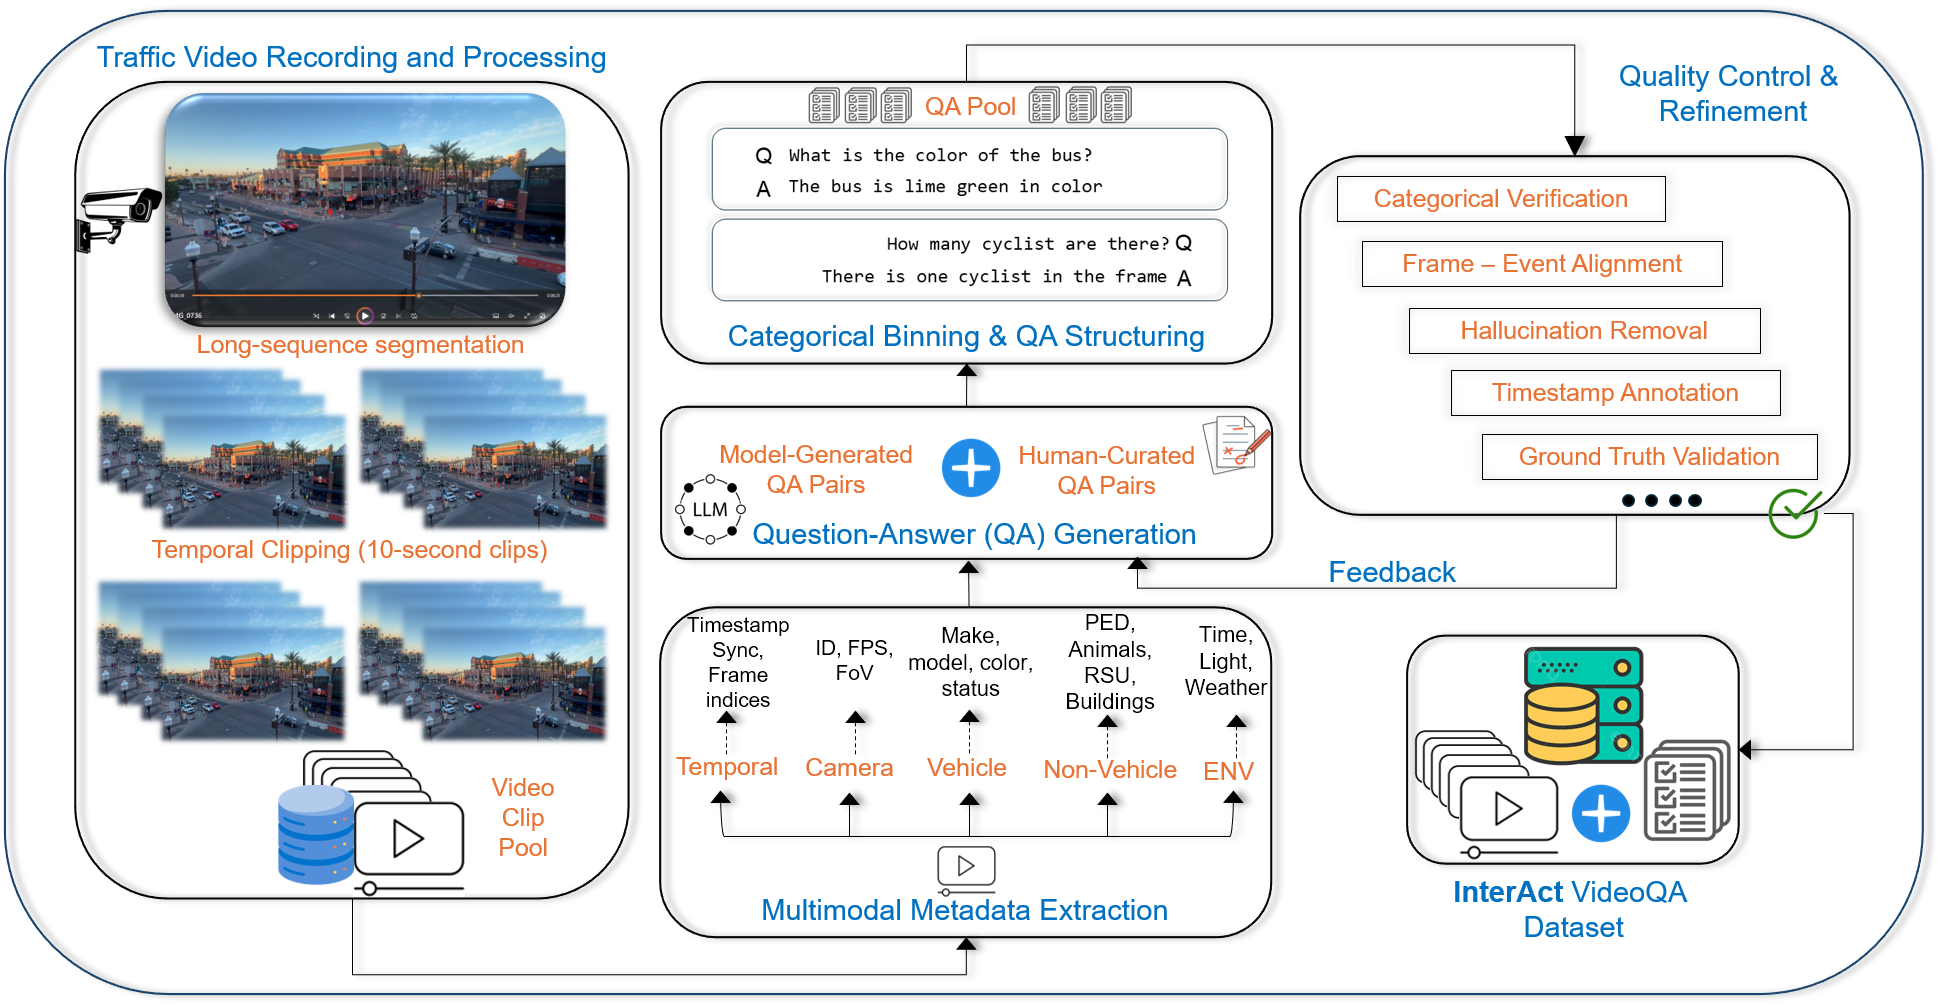 Traffic Video Recording and Processing
Long-sequence segmentation
Temporal Clipping (10-second clips)
Video
Clip
Pool
QA Pool
Q What is the color of the bus?
A The bus is lime green in color
How many cyclist are there? Q
There is one cyclist in the frame A
Categorical Binning & QA Structuring
Model-Generated
QA Pairs
Human-Curated
QA Pairs
LLM
Question-Answer (QA) Generation
Timestamp
Sync,
Frame
indices
ID, FPS,
FoV
Make,
model, color,
status
PED,
Animals,
RSU,
Buildings
Time,
Light,
Weather
Temporal
Camera
Vehicle
Non-Vehicle
ENV
Multimodal Metadata Extraction
Quality Control &
Refinement
Categorical Verification
Frame – Event Alignment
Hallucination Removal
Timestamp Annotation
Ground Truth Validation
Feedback
InterAct VideoQA
Dataset